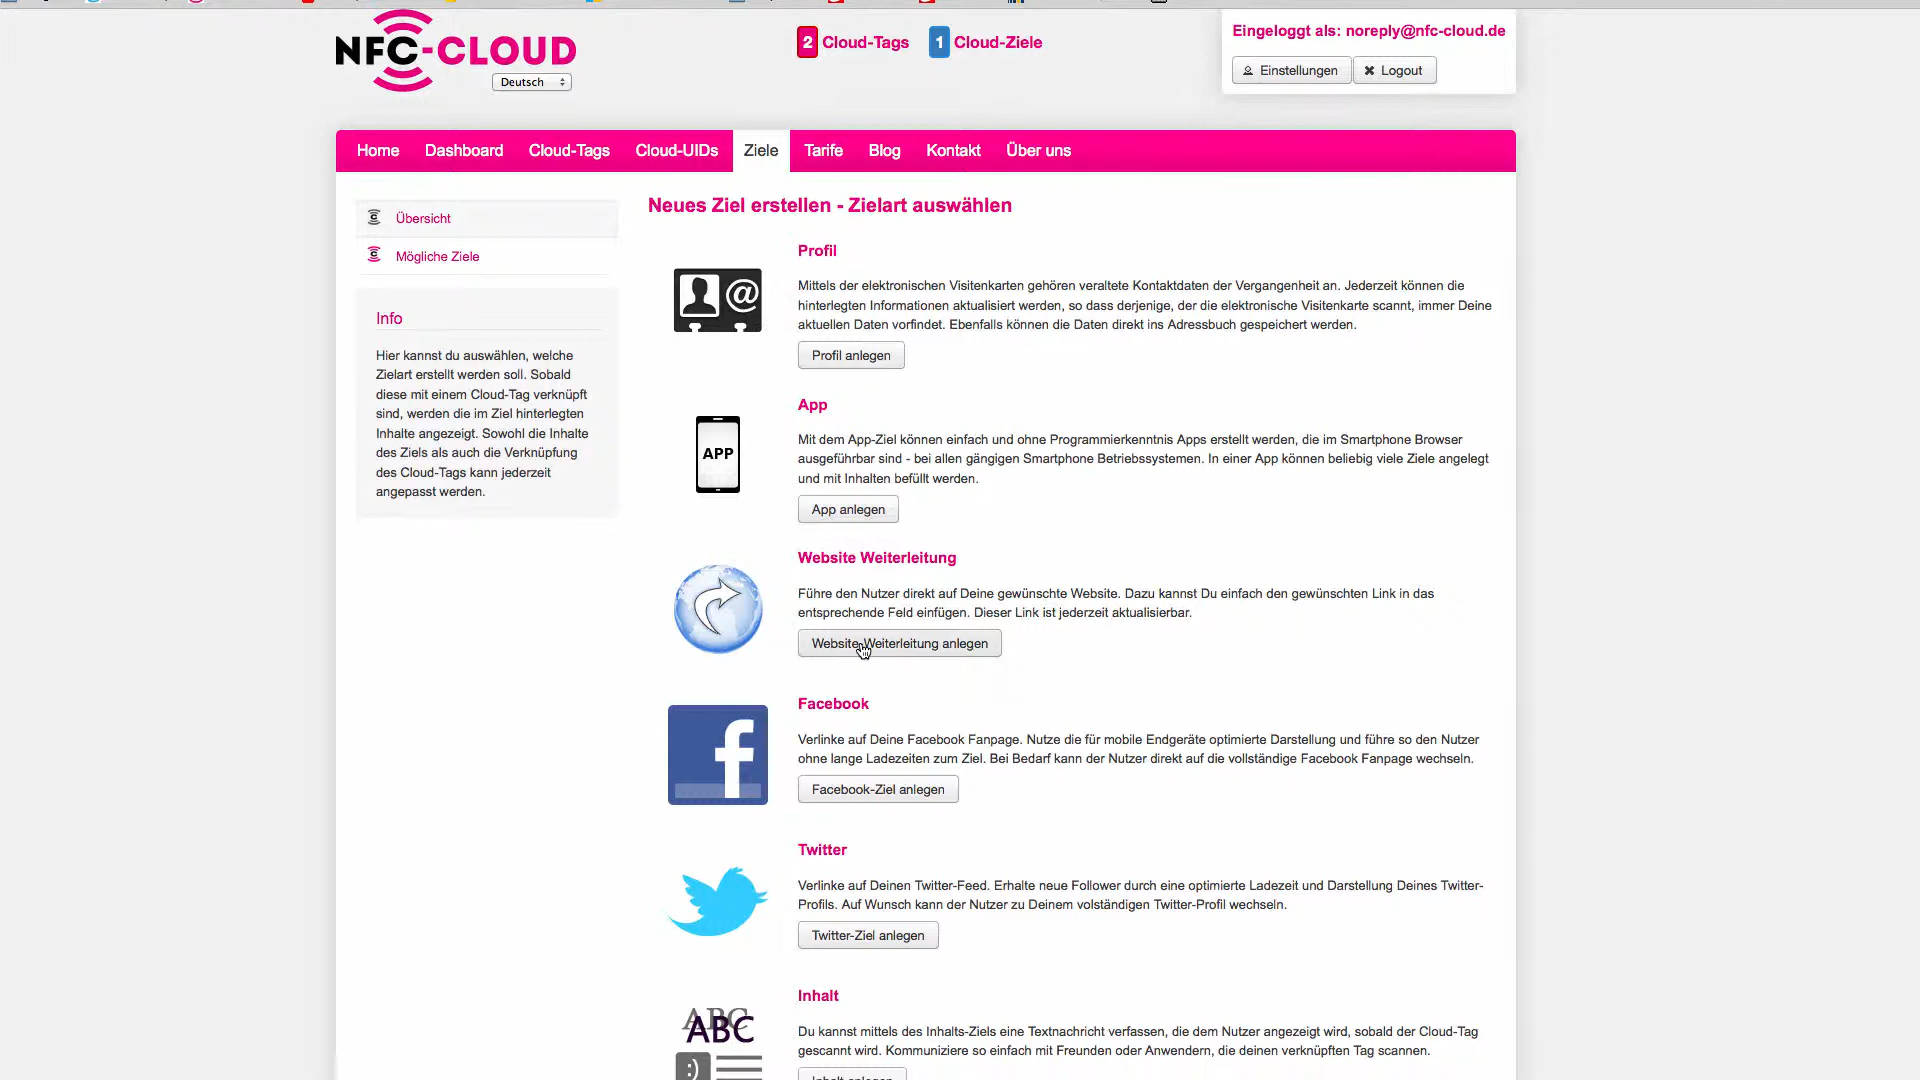 NFC-CLOUD
Deutsch
2 Cloud-Tags 1 Cloud-Ziele
Eingeloggt als: noreply@nfc-cloud.de
Einstellungen Logout
Home Dashboard Cloud-Tags Cloud-UIDs Ziele Tarife Blog Kontakt Über uns
Übersicht
Mögliche Ziele
Info
Hier kannst du auswählen, welche
Zielart erstellt werden soll. Sobald
diese mit einem Cloud-Tag verknüpft
sind, werden die im Ziel hinterlegten
Inhalte angezeigt. Sowohl die Inhalte
des Ziels als auch die Verknüpfung
des Cloud-Tags kann jederzeit
angepasst werden.
Neues Ziel erstellen - Zielart auswählen
Profil
Mittels der elektronischen Visitenkarten gehören veraltete Kontaktdaten der Vergangenheit an. Jederzeit können die
hinterlegten Informationen aktualisiert werden, so dass derjenige, der die elektronische Visitenkarte scannt, immer Deine
aktuellen Daten vorfindet. Ebenfalls können die Daten direkt ins Adressbuch gespeichert werden.
Profil anlegen
App
APP
Mit dem App-Ziel können einfach und ohne Programmierkenntnis Apps erstellt werden, die im Smartphone Browser
ausgeführbar sind - bei allen gängigen Smartphone Betriebssystemen. In einer App können beliebig viele Ziele angelegt
und mit Inhalten befüllt werden.
App anlegen
Website Weiterleitung
Führe den Nutzer direkt auf Deine gewünschte Website. Dazu kannst Du einfach den gewünschten Link in das
entsprechende Feld einfügen. Dieser Link ist jederzeit aktualisierbar.
Website-Weiterleitung anlegen
Facebook
Verlinke auf Deine Facebook Fanpage. Nutze die für mobile Endgeräte optimierte Darstellung und führe so den Nutzer
ohne lange Ladezeiten zum Ziel. Bei Bedarf kann der Nutzer direkt auf die vollständige Facebook Fanpage wechseln.
Facebook-Ziel anlegen
Twitter
Verlinke auf Deinen Twitter-Feed. Erhalte neue Follower durch eine optimierte Ladezeit und Darstellung Deines Twitter-
Profils. Auf Wunsch kann der Nutzer zu Deinem volständigen Twitter-Profil wechseln.
Twitter-Ziel anlegen
Inhalt
ABC
ABC
:)
Du kannst mittels des Inhalts-Ziels eine Textnachricht verfassen, die dem Nutzer angezeigt wird, sobald der Cloud-Tag
gescannt wird. Kommuniziere so einfach mit Freunden oder Anwendern, die deinen verknüpften Tag scannen.
Inhalt anlegen